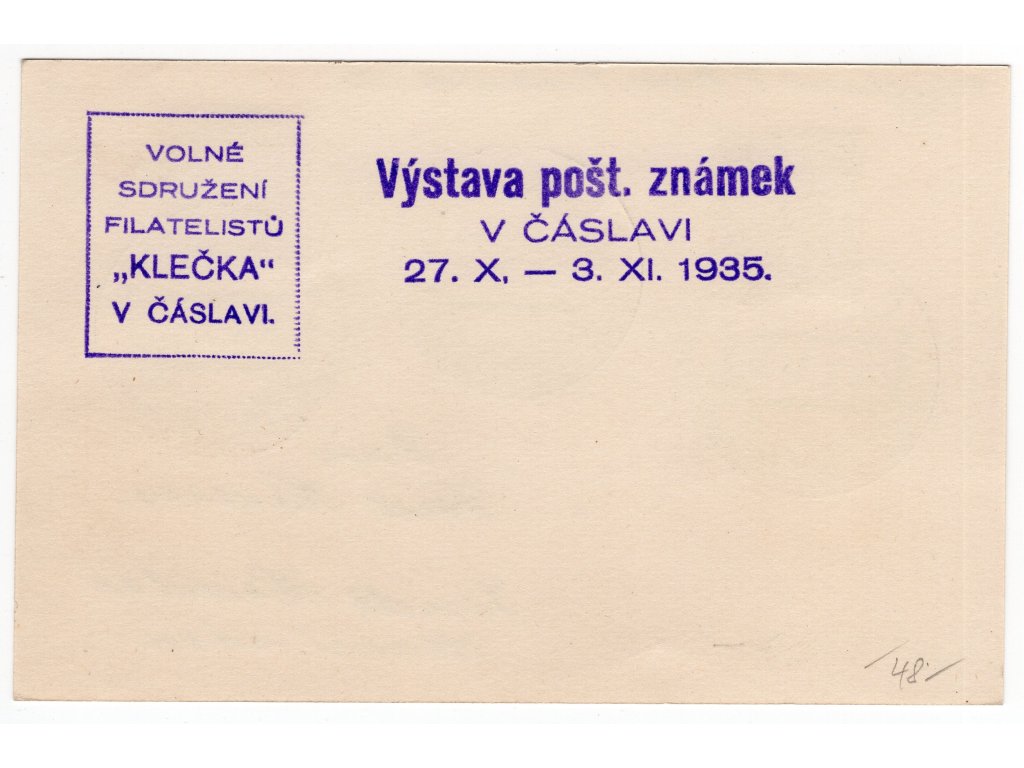 VOLNÉ
SDRUŽENÍ
FILATELISTŮ
„KLEČKA“
V ČÁSLAVI.
Výstava pošt. známek
V ČÁSLAVI
27. X. — 3. XI. 1935.
/48·/